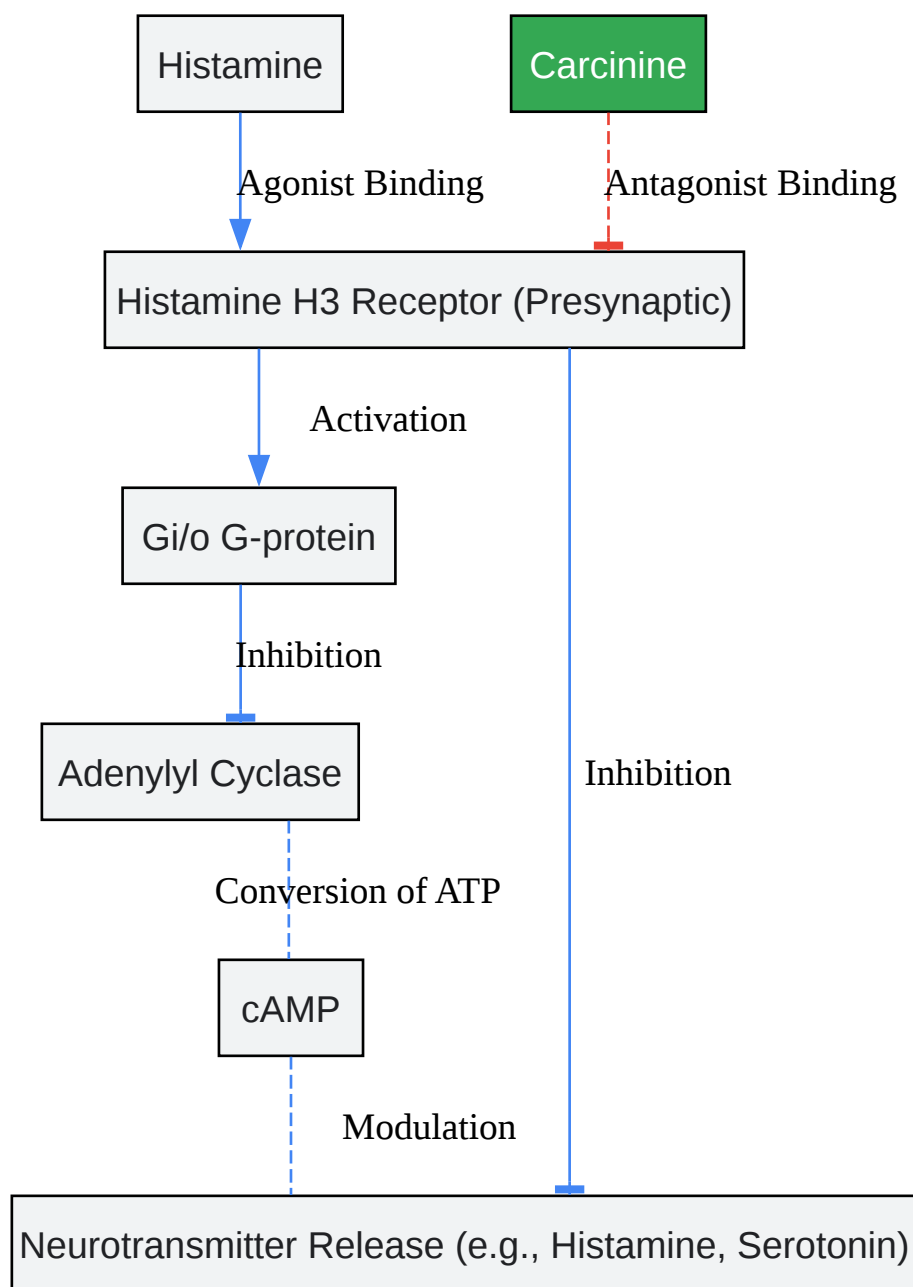 Histamine
Carcinine
Agonist Binding
Antagonist Binding
Histamine H3 Receptor (Presynaptic)
Activation
Gi/o G-protein
Inhibition
Adenylyl Cyclase
Inhibition
Conversion of ATP
cAMP
Modulation
Neurotransmitter Release (e.g., Histamine, Serotonin)